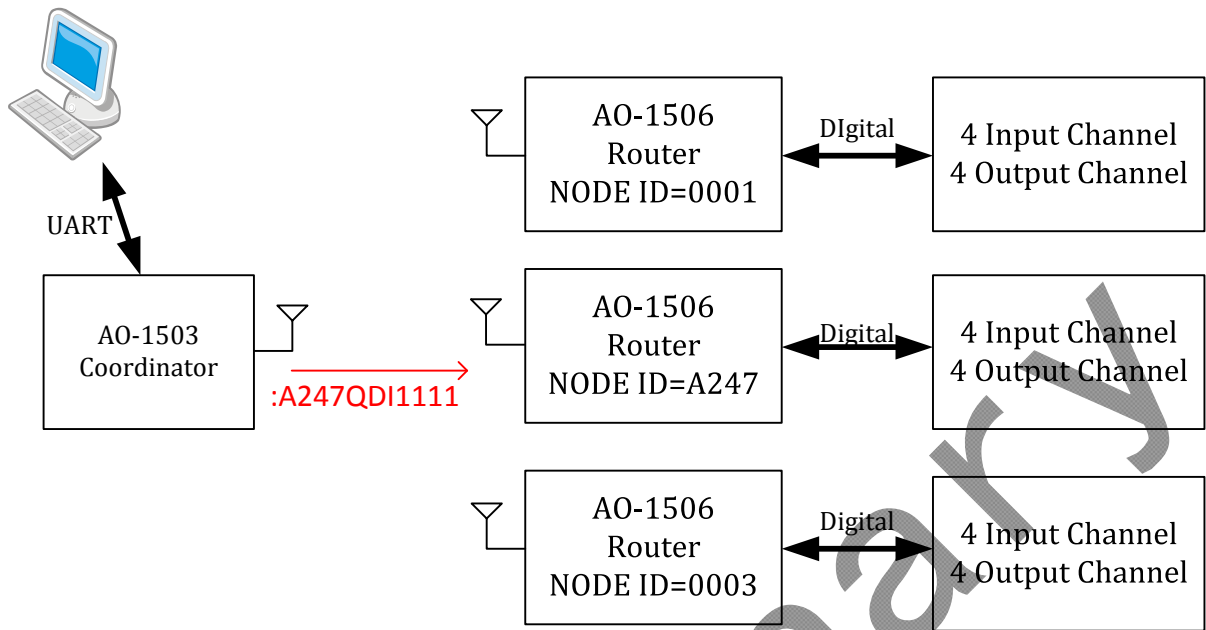 AO-1506
Router
NODE ID=0001
DIgital
4 Input Channel
4 Output Channel
UART
AO-1503
Coordinator
:A247QDI1111
AO-1506
Router
NODE ID=A247
Digital
4 Input Channel
4 Output Channel
AO-1506
Router
NODE ID=0003
Digital
4 Input Channel
4 Output Channel
ary